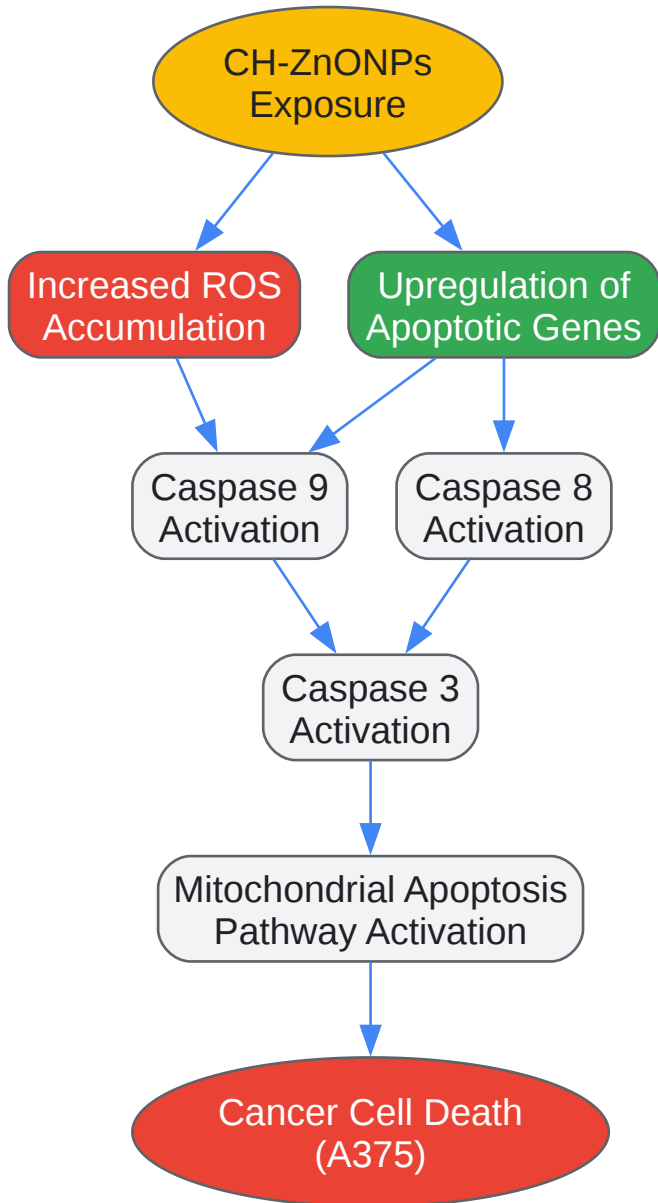 CH-ZnONPs
Exposure
Increased ROS
Accumulation
Upregulation of
Apoptotic Genes
Caspase 9
Activation
Caspase 8
Activation
Caspase 3
Activation
Mitochondrial Apoptosis
Pathway Activation
Cancer Cell Death
(A375)